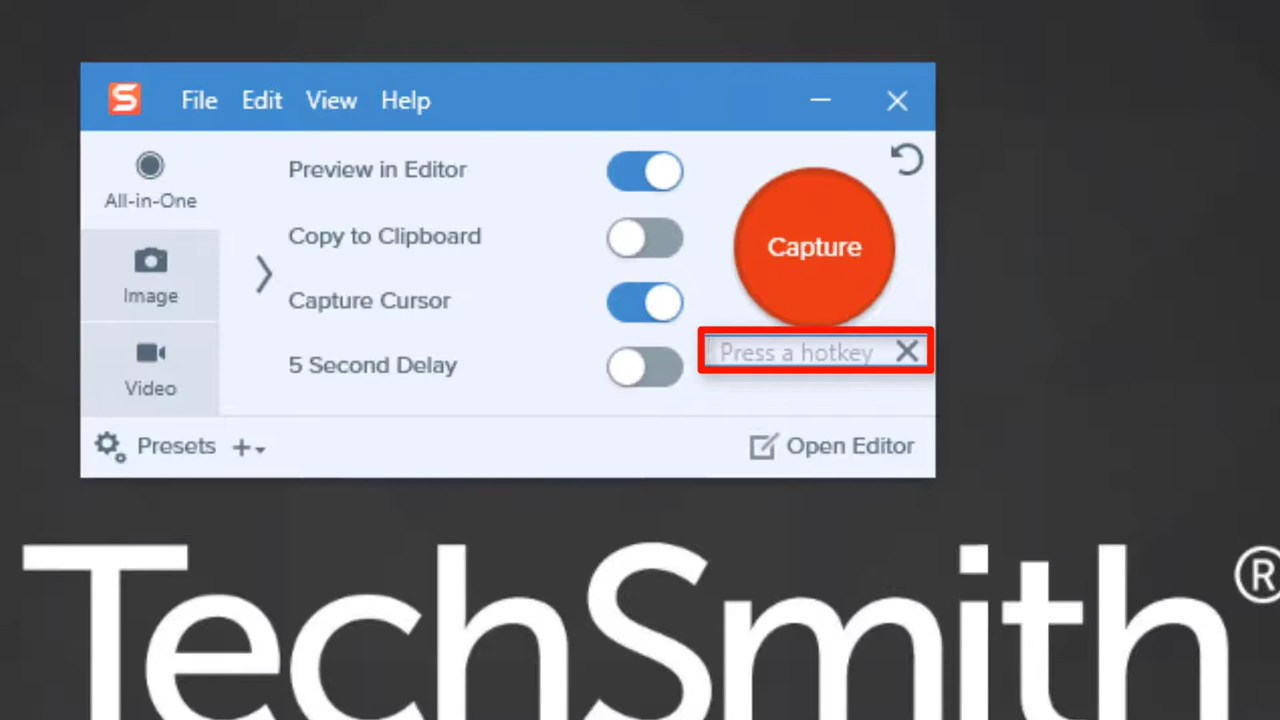 S File Edit View Help
All-in-One
Image
Video
Preview in Editor
Copy to Clipboard
Capture Cursor
5 Second Delay
Capture
Press a hotkey
Presets
Open Editor
TechSmith®